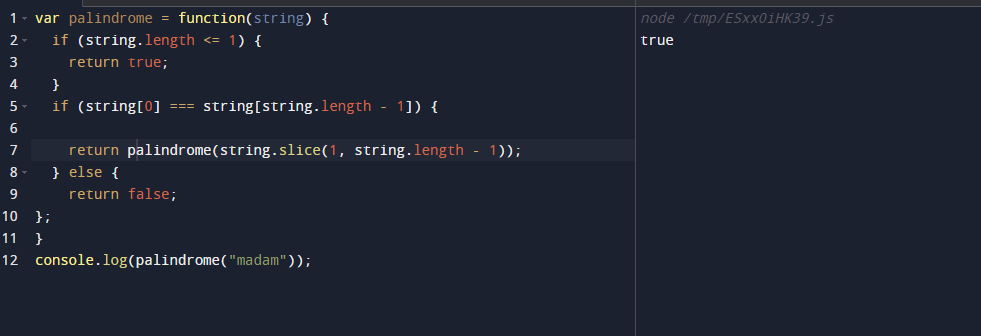 1 var palindrome = function(string) {
2   if (string.length <= 1) {
3     return true;
4   }
5   if (string[0] === string[string.length - 1]) {
6
7     return palindrome(string.slice(1, string.length - 1));
8   } else {
9     return false;
10 };
11 }
12 console.log(palindrome("madam"));
node /tmp/ESxxOiHK39.js
true